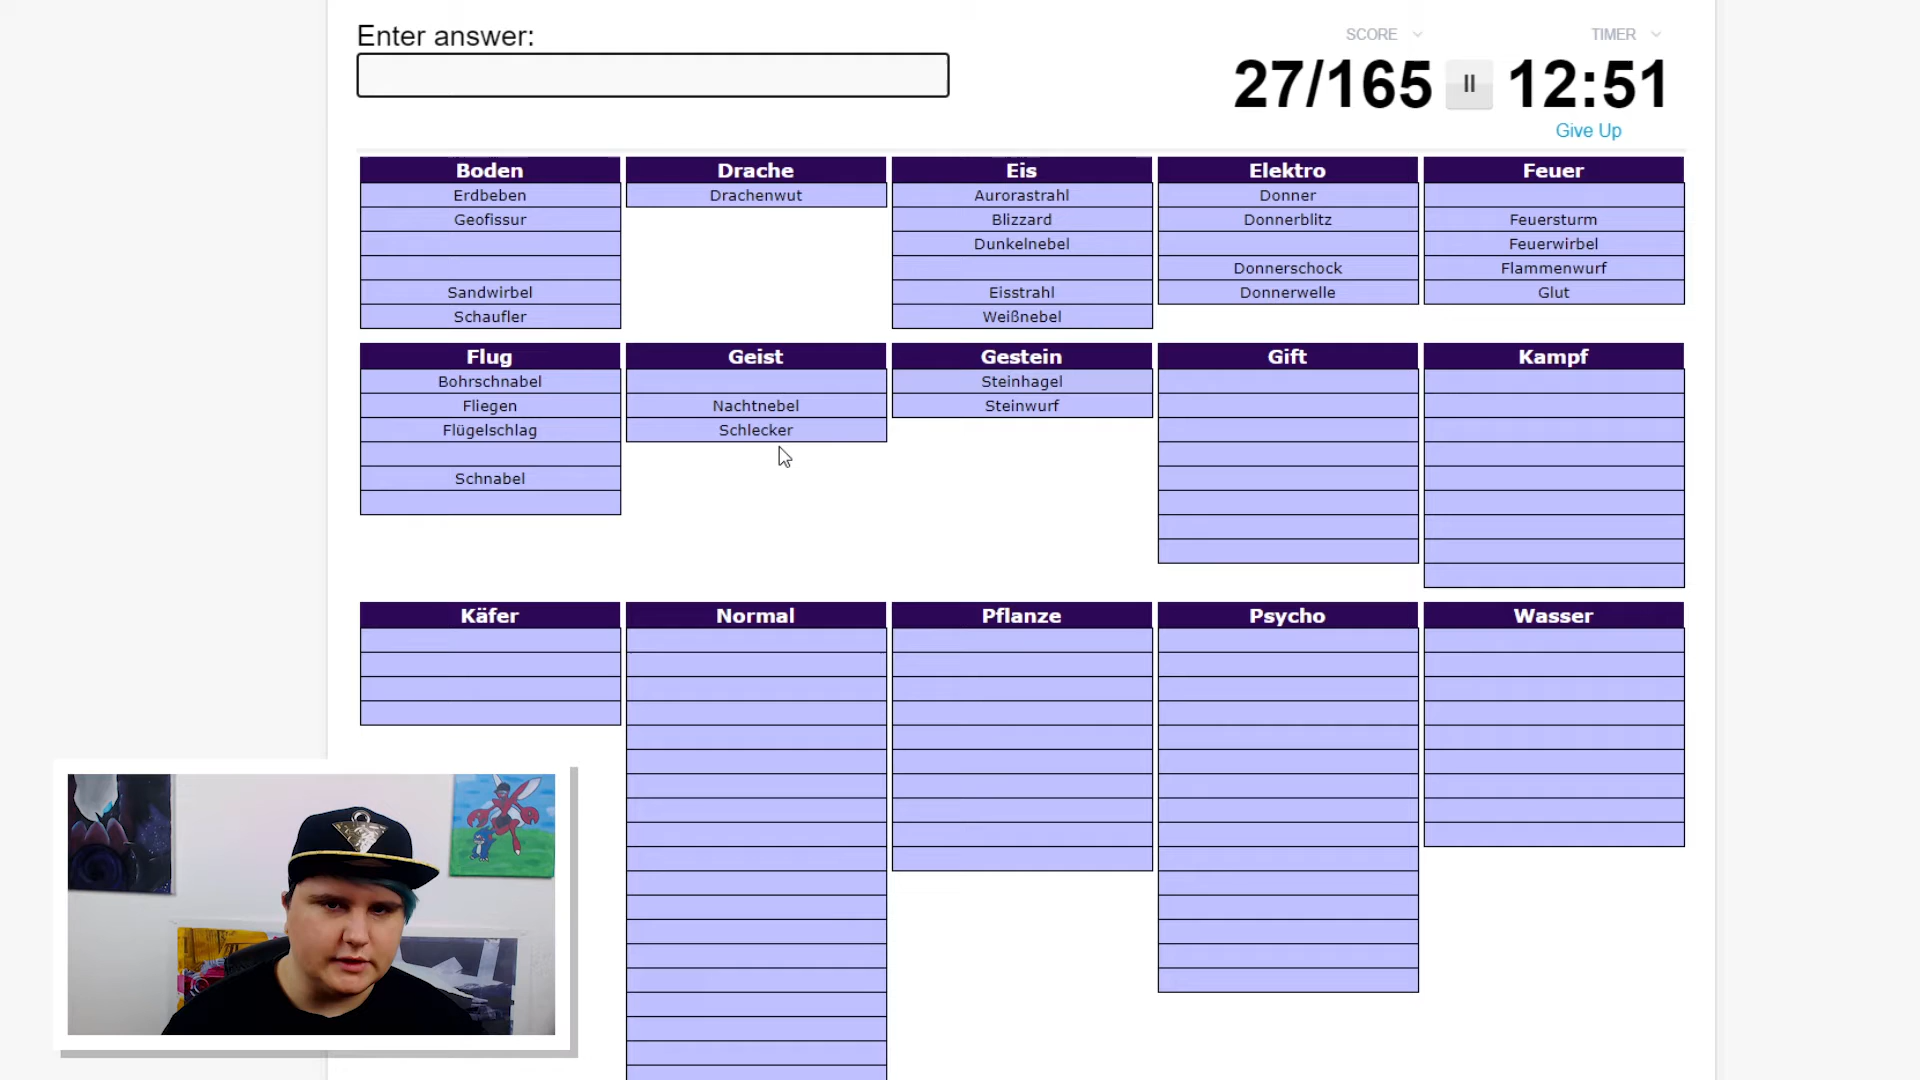 Enter answer:
SCORE
TIMER
27/165
12:51
Give Up
Boden
Erdbeben
Geofissur
Sandwirbel
Schaufler
Drache
Drachenwut
Eis
Aurorastrahl
Blizzard
Dunkelnebel
Eisstrahl
Weißnebel
Elektro
Donner
Donnerblitz
Donnerschock
Donnerwelle
Feuer
Feuersturm
Feuerwirbel
Flammenwurf
Glut
Flug
Bohrschnabel
Fliegen
Flügelschlag
Schnabel
Geist
Nachtnebel
Schlecker
Gestein
Steinhagel
Steinwurf
Gift
Kampf
Käfer
Normal
Pflanze
Psycho
Wasser